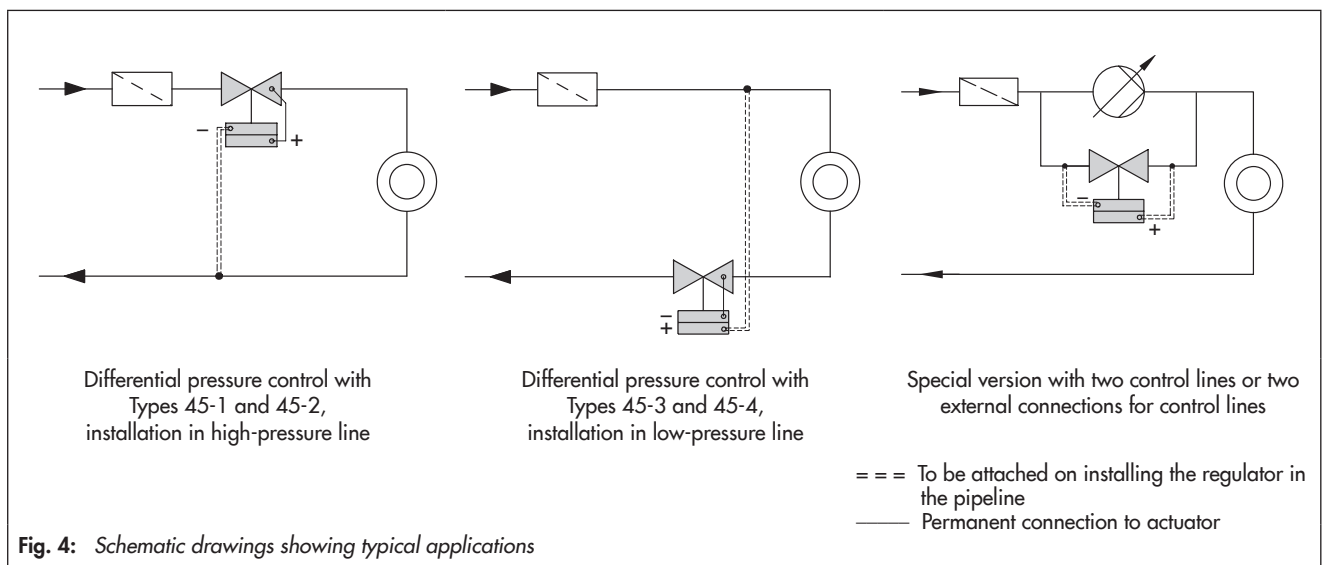 −
+
−
+
−
+
Differential pressure control with
Types 45-1 and 45-2,
installation in high-pressure line
Differential pressure control with
Types 45-3 and 45-4,
installation in low-pressure line
Special version with two control lines or two
external connections for control lines
= = = To be attached on installing the regulator in
the pipeline
Permanent connection to actuator
Fig. 4: Schematic drawings showing typical applications